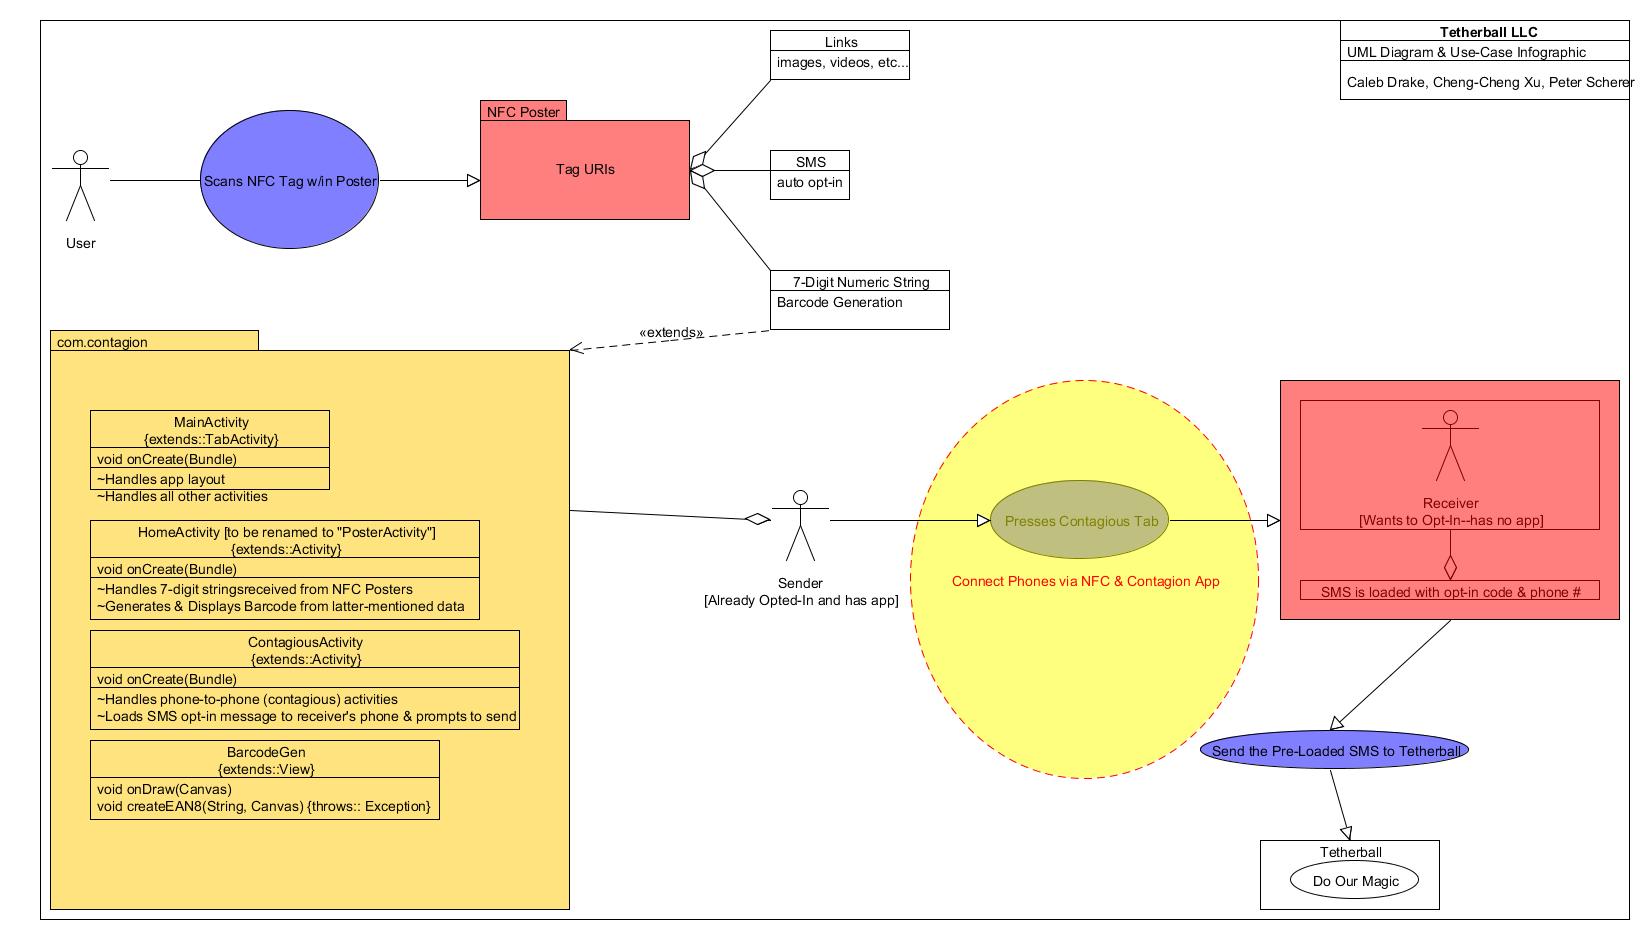 Tetherball LLC
UML Diagram & Use-Case Infographic
Caleb Drake, Cheng-Cheng Xu, Peter Scherer
Links
images, videos, etc...
NFC Poster
Tag URIs
Scans NFC Tag w/in Poster
User
SMS
auto opt-in
7-Digit Numeric String
Barcode Generation
«extends»
com.contagion
MainActivity
{extends::TabActivity}
void onCreate(Bundle)
~Handles app layout
~Handles all other activities
HomeActivity [to be renamed to "PosterActivity"]
{extends::Activity}
void onCreate(Bundle)
~Handles 7-digit stringsreceived from NFC Posters
~Generates & Displays Barcode from latter-mentioned data
ContagiousActivity
{extends::Activity}
void onCreate(Bundle)
~Handles phone-to-phone (contagious) activities
~Loads SMS opt-in message to receiver's phone & prompts to send
BarcodeGen
{extends::View}
void onDraw(Canvas)
void createEAN8(String, Canvas) {throws:: Exception}
Sender
[Already Opted-In and has app]
Presses Contagious Tab
Connect Phones via NFC & Contagion App
Receiver
[Wants to Opt-In--has no app]
SMS is loaded with opt-in code & phone #
Send the Pre-Loaded SMS to Tetherball
Tetherball
Do Our Magic